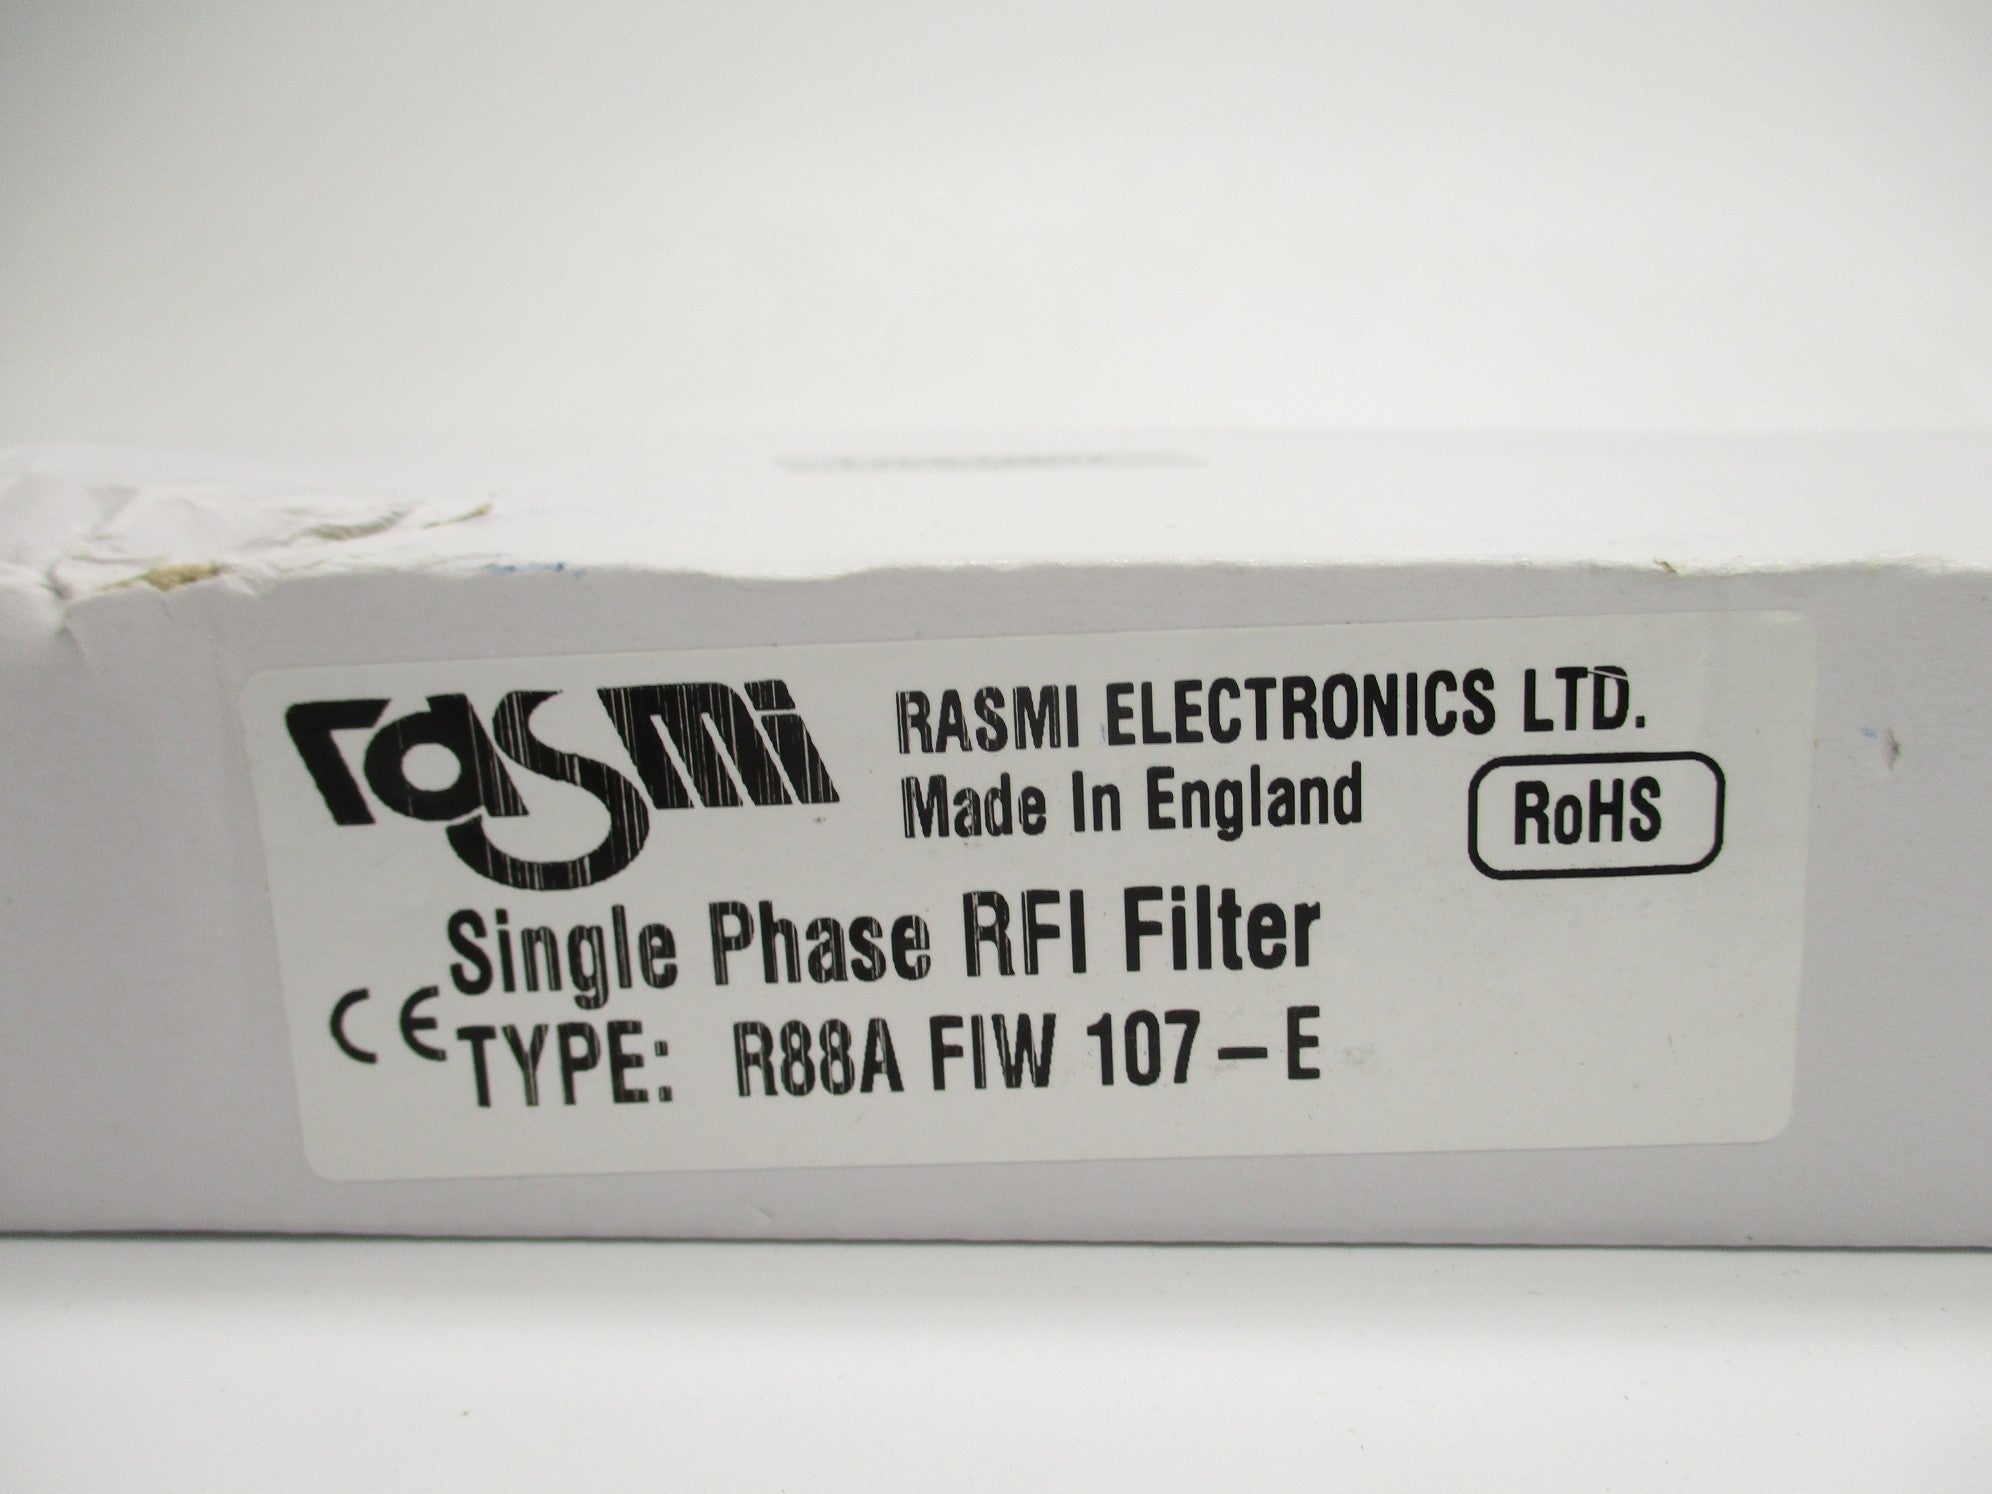 rasmi
RASMI ELECTRONICS LTD.
Made In England
RoHS
Single Phase RFI Filter
CE
TYPE: R88A FIW 107 – E